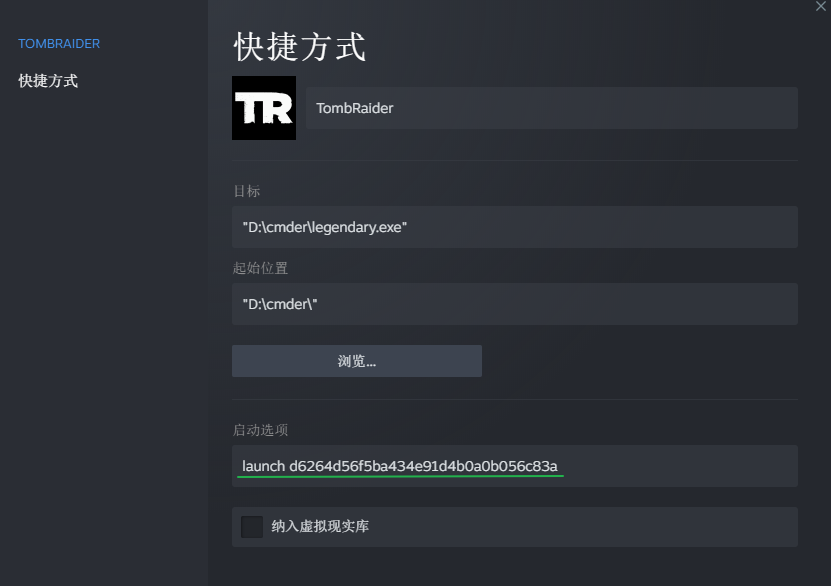 TOMBRAIDER
快捷方式
快捷方式
TR
TombRaider
目标
"D:\cmder\legendary.exe"
起始位置
"D:\cmder\"
浏览...
启动选项
launch d6264d56f5ba434e91d4b0a0b056c83a
纳入虚拟现实库